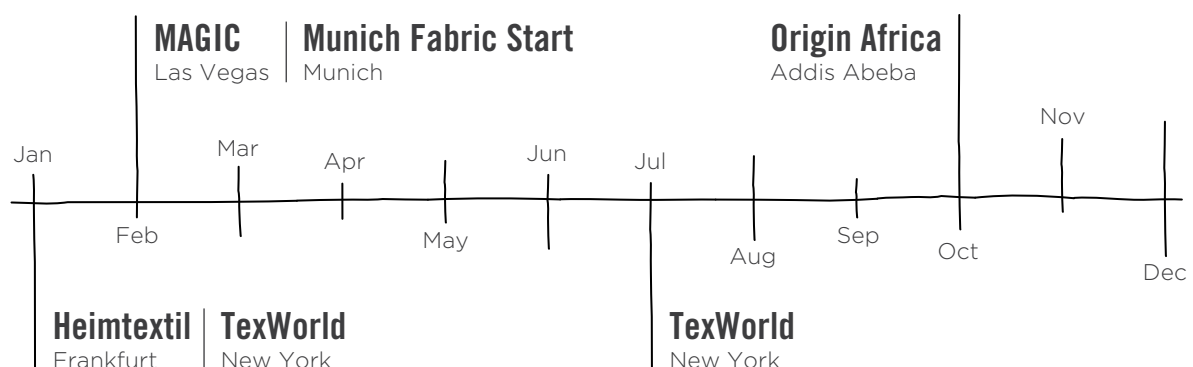 MAGIC
Las Vegas
Munich Fabric Start
Munich
Origin Africa
Addis Abeba
Jan
Feb
Mar
Apr
May
Jun
Jul
Aug
Sep
Oct
Nov
Dec
Heimtextil
Frankfurt
TexWorld
New York
TexWorld
New York